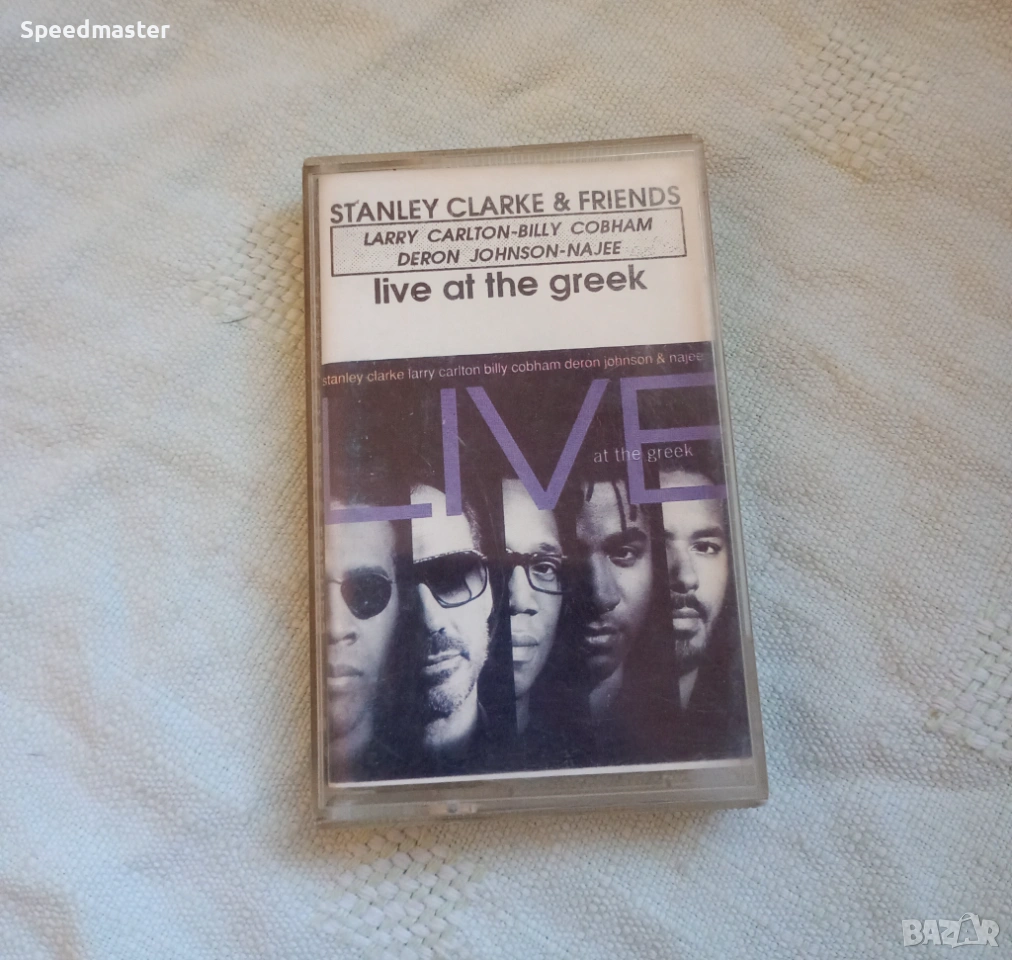 Speedmaster
STANLEY CLARKE & FRIENDS
LARRY CARLTON-BILLY COBHAM
DERON JOHNSON-NAJEE
live at the greek
stanley clarke larry carlton billy cobham deron johnson & najee
LIVE
at the greek
BAZAR